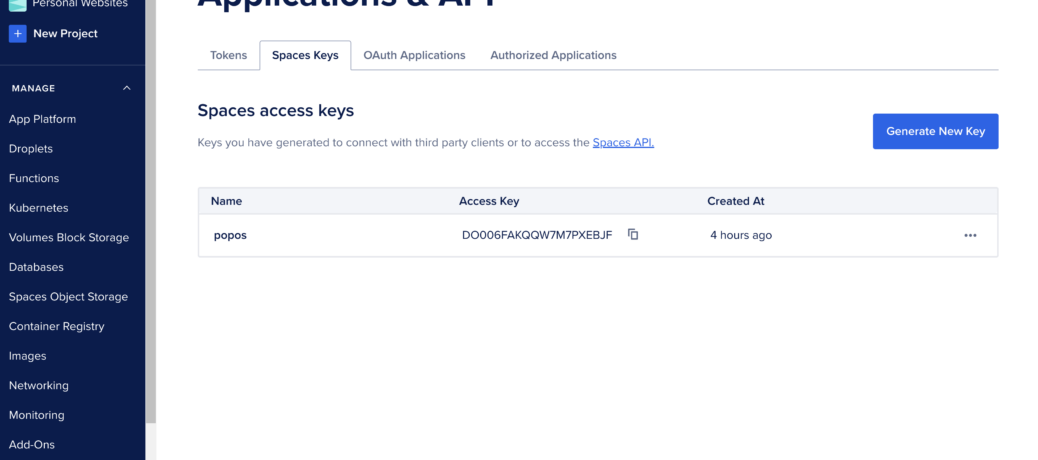 Personal Websites
Applications & API
+ New Project
Tokens Spaces Keys OAuth Applications Authorized Applications
MANAGE
App Platform
Droplets
Functions
Kubernetes
Volumes Block Storage
Databases
Spaces Object Storage
Container Registry
Images
Networking
Monitoring
Add-Ons
Spaces access keys
Keys you have generated to connect with third party clients or to access the Spaces API.
Generate New Key
Name Access Key Created At
popos DO006FAKQQW7M7PXEBJF 4 hours ago